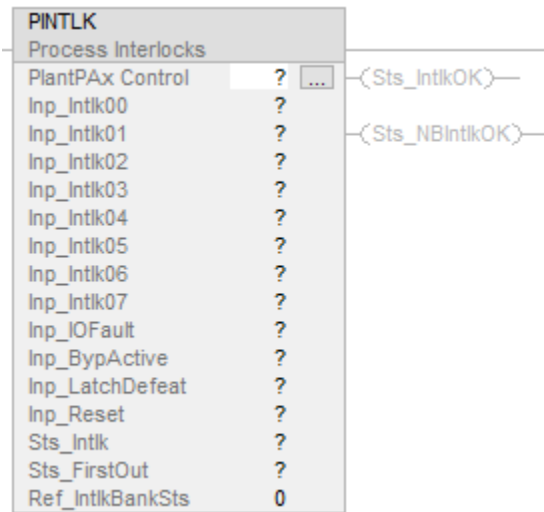 PINTLK
Process Interlocks
PlantPAx Control ? ... (Sts_IntlkOK)
Inp_Intlk00 ?
Inp_Intlk01 ? (Sts_NBIntlkOK)
Inp_Intlk02 ?
Inp_Intlk03 ?
Inp_Intlk04 ?
Inp_Intlk05 ?
Inp_Intlk06 ?
Inp_Intlk07 ?
Inp_IOFault ?
Inp_BypActive ?
Inp_LatchDefeat ?
Inp_Reset ?
Sts_Intlk ?
Sts_FirstOut ?
Ref_IntlkBankSts 0